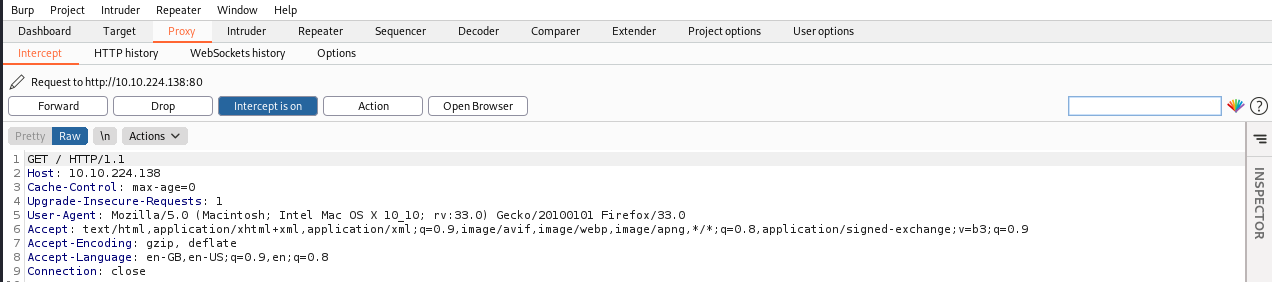 Burp Project Intruder Repeater Window Help
Dashboard Target Proxy Intruder Repeater Sequencer Decoder Comparer Extender Project options User options
Intercept HTTP history WebSockets history Options
Request to http://10.10.224.138:80
Forward Drop Intercept is on Action Open Browser ?
Pretty Raw \n Actions
1 GET / HTTP/1.1
2 Host: 10.10.224.138
3 Cache-Control: max-age=0
4 Upgrade-Insecure-Requests: 1
5 User-Agent: Mozilla/5.0 (Macintosh; Intel Mac OS X 10_10; rv:33.0) Gecko/20100101 Firefox/33.0
6 Accept: text/html,application/xhtml+xml,application/xml;q=0.9,image/avif,image/webp,image/apng,*/*;q=0.8,application/signed-exchange;v=b3;q=0.9
7 Accept-Encoding: gzip, deflate
8 Accept-Language: en-GB,en-US;q=0.9,en;q=0.8
9 Connection: close
INSPECTOR